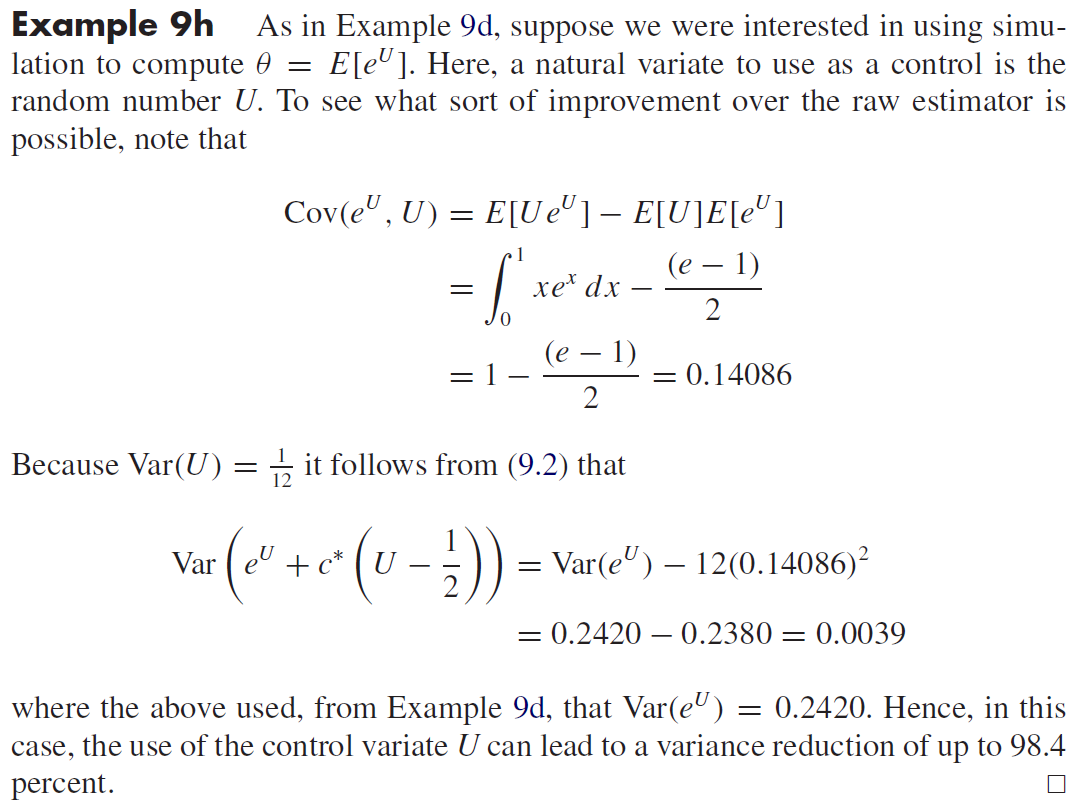 Example 9h As in Example 9d, suppose we were interested in using simu-
lation to compute θ = E[e^U]. Here, a natural variate to use as a control is the
random number U. To see what sort of improvement over the raw estimator is
possible, note that
Cov(e^U, U) = E[Ue^U] − E[U]E[e^U]
= ∫_0^1 xe^x dx − (e − 1)/2
= 1 − (e − 1)/2 = 0.14086
Because Var(U) = 1/12 it follows from (9.2) that
Var(e^U + c*(U − 1/2)) = Var(e^U) − 12(0.14086)^2
= 0.2420 − 0.2380 = 0.0039
where the above used, from Example 9d, that Var(e^U) = 0.2420. Hence, in this
case, the use of the control variate U can lead to a variance reduction of up to 98.4
percent. □